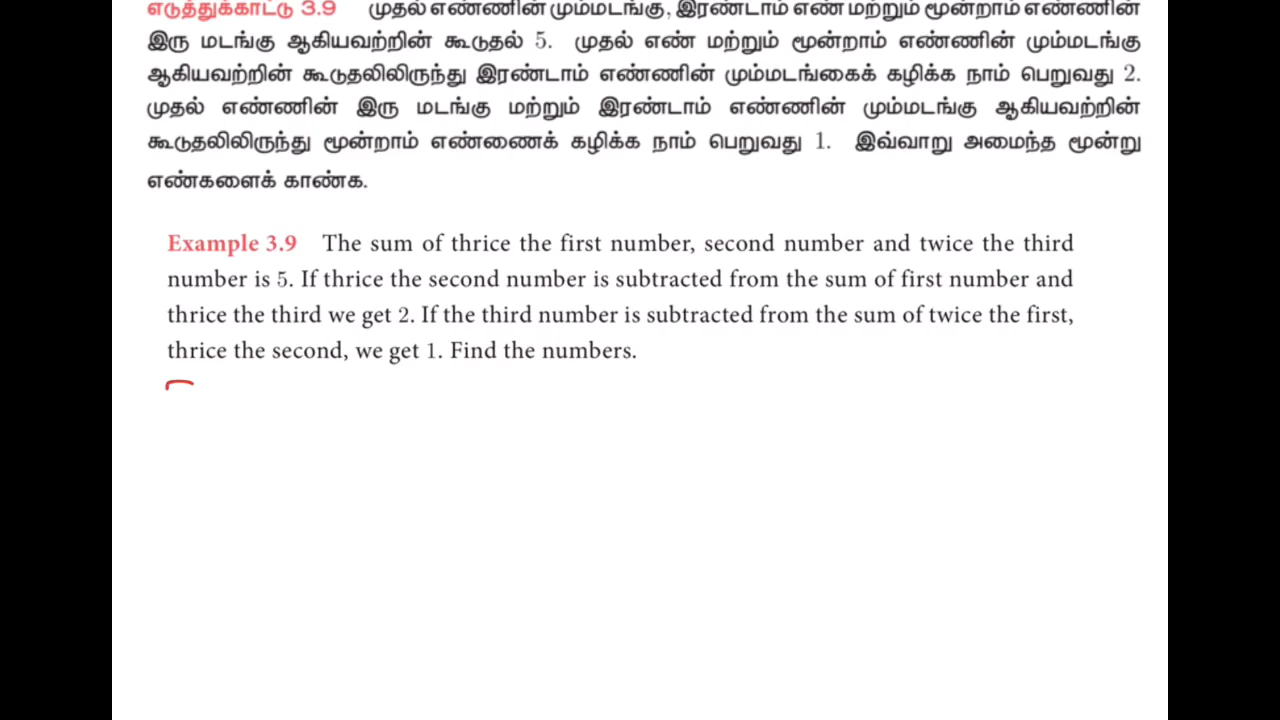 எடுத்துக்காட்டு 3.9 முதல் எண்ணின் மும்மடங்கு, இரண்டாம் எண் மற்றும் மூன்றாம் எண்ணின்
இரு மடங்கு ஆகியவற்றின் கூடுதல் 5. முதல் எண் மற்றும் மூன்றாம் எண்ணின் மும்மடங்கு
ஆகியவற்றின் கூடுதலிலிருந்து இரண்டாம் எண்ணின் மும்மடங்கைக் கழிக்க நாம் பெறுவது 2.
முதல் எண்ணின் இரு மடங்கு மற்றும் இரண்டாம் எண்ணின் மும்மடங்கு ஆகியவற்றின்
கூடுதலிலிருந்து மூன்றாம் எண்ணைக் கழிக்க நாம் பெறுவது 1. இவ்வாறு அமைந்த மூன்று
எண்களைக் காண்க.
Example 3.9 The sum of thrice the first number, second number and twice the third
number is 5. If thrice the second number is subtracted from the sum of first number and
thrice the third we get 2. If the third number is subtracted from the sum of twice the first,
thrice the second, we get 1. Find the numbers.